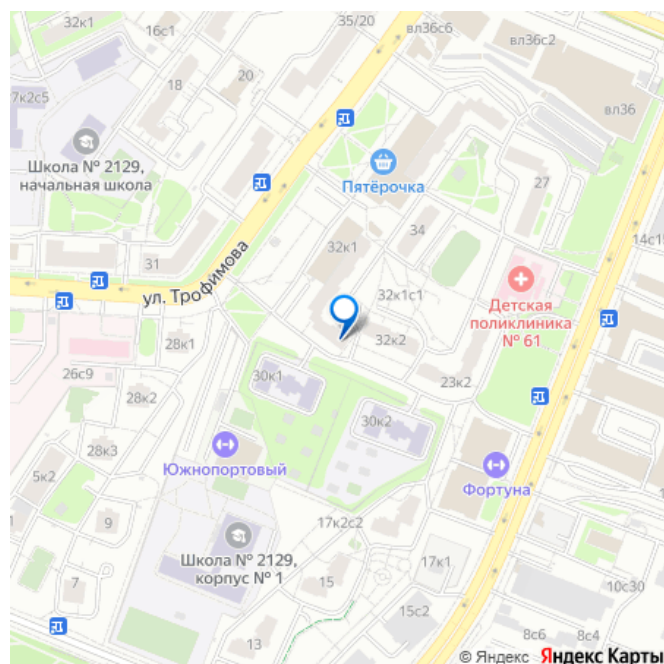 32к1
16с1
35/20
вл36с6
вл36с2
7к2с5
18
20
вл36
Школа № 2129,
начальная школа
Пятёрочка
27
34
32к1
14с15
31
ул. Трофимова
32к1с1
Детская
поликлиника
№ 61
28к1
32к2
26с9
30к1
23к2
28к2
30к2
28к3
Южнопортовый
5к2
Фортуна
9
17к2с2
Школа № 2129,
корпус № 1
17к1
7
15
10с30
15с2
13
8с6
8с4
© Яндекс Яндекс Карты